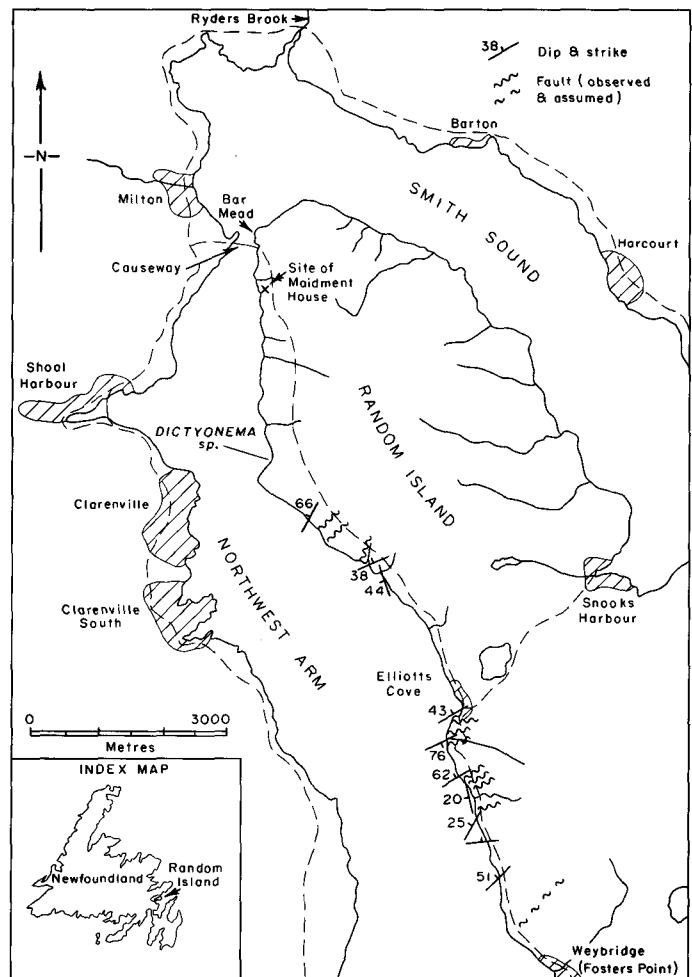 Ryders Brook
38
Dip & strike
Fault (observed
& assumed)
Barton
-N-
SMITH SOUND
Milton
Bar
Mead
Harcourt
Causeway
Site of
Maidment
House
Shoal
Harbour
RANDOM ISLAND
DICTYONEMA
sp.
Clarenville
66
NORTHWEST ARM
38
44
Clarenville
South
Snooks
Harbour
Elliotts
Cove
43
0 3000
Metres
76
62
20
25
INDEX MAP
Newfoundland
Random
Island
51
Weybridge
(Fosters Point)